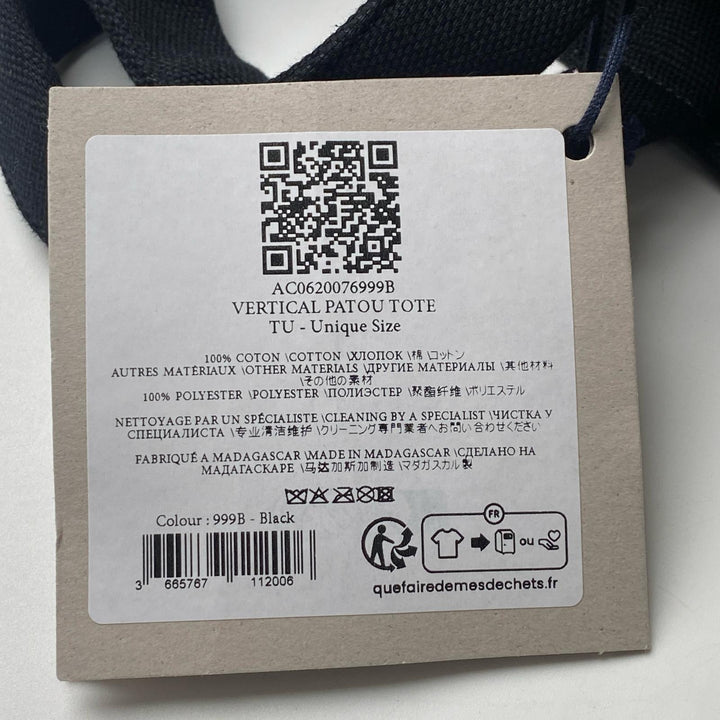 AC0620076999B
VERTICAL PATOU TOTE
TU - Unique Size
100% COTON \COTTON \ХЛОПОК \棉 \コットン
AUTRES MATÉRIAUX \OTHER MATERIALS \ДРУГИЕ МАТЕРИАЛЫ \其他材料
\その他の素材
100% POLYESTER \POLYESTER \ПОЛИЭСТЕР \聚酯纤维 \ポリエステル
NETTOYAGE PAR UN SPÉCIALISTE \CLEANING BY A SPECIALIST \ЧИСТКА У
СПЕЦИАЛИСТА \专业清洁维护 \クリーニング専門業者へお問い合わせください
FABRIQUÉ A MADAGASCAR \MADE IN MADAGASCAR \СДЕЛАНО НА
МАДАГАСКАРЕ \马达加斯加制造 \マダガスカル製
Colour : 999B - Black
3 665767 112006
FR
ou
quefairedemesdechets.fr